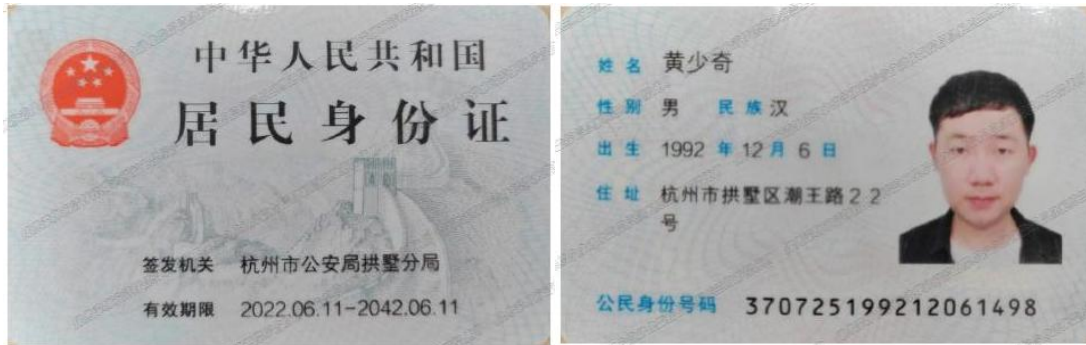 中华人民共和国
居民身份证
签发机关 杭州市公安局拱墅分局
有效期限 2022.06.11-2042.06.11
姓名 黄少奇
性别 男 民族 汉
出生 1992 年 12 月 6 日
住址 杭州市拱墅区潮王路22
号
公民身份号码 370725199212061498